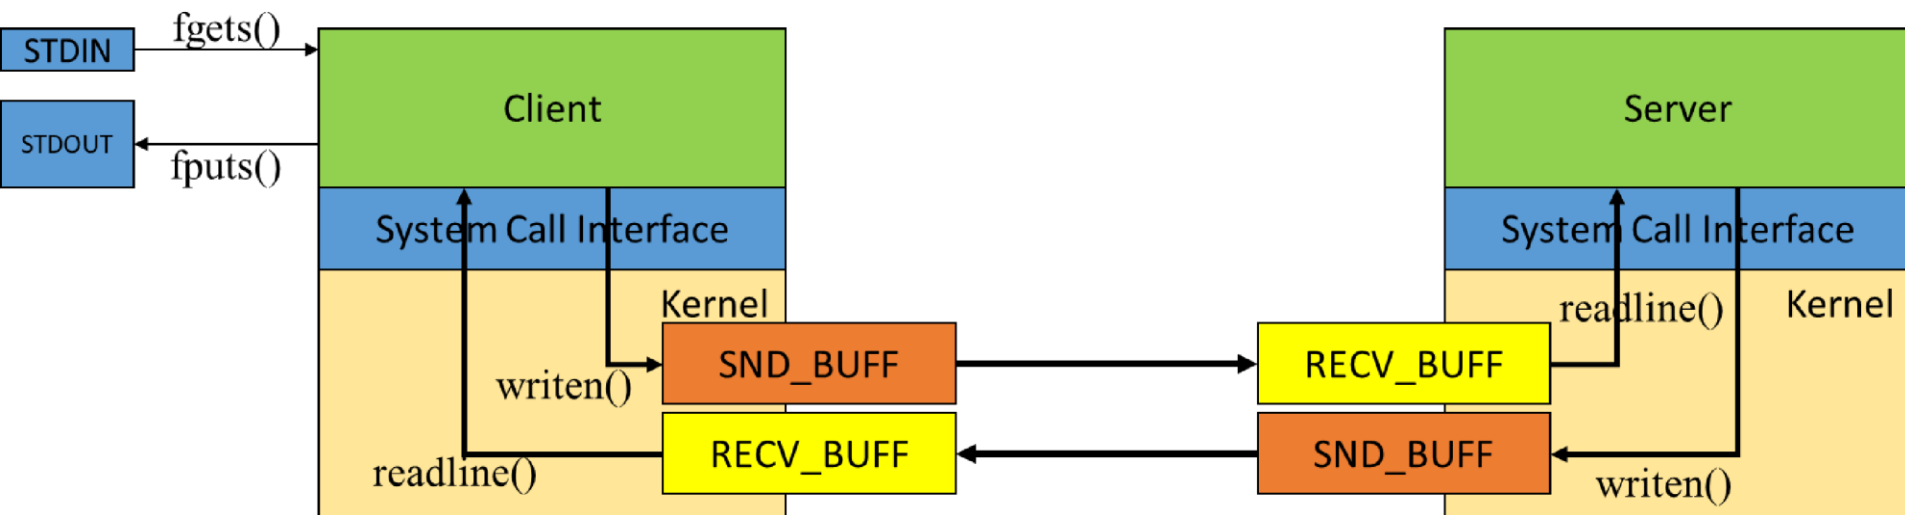 fgets()
STDIN
Client
Server
STDOUT
fputs()
System Call Interface
System Call Interface
Kernel
readline()
Kernel
SND_BUFF
RECV_BUFF
writen()
RECV_BUFF
SND_BUFF
readline()
writen()